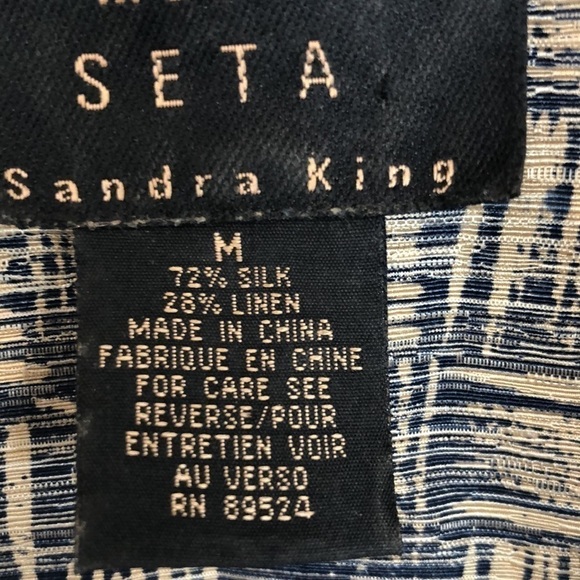 SETA
Sandra King
M
72% SILK
28% LINEN
MADE IN CHINA
FABRIQUE EN CHINE
FOR CARE SEE
REVERSE/POUR
ENTRETIEN VOIR
AU VERSO
RN 89524